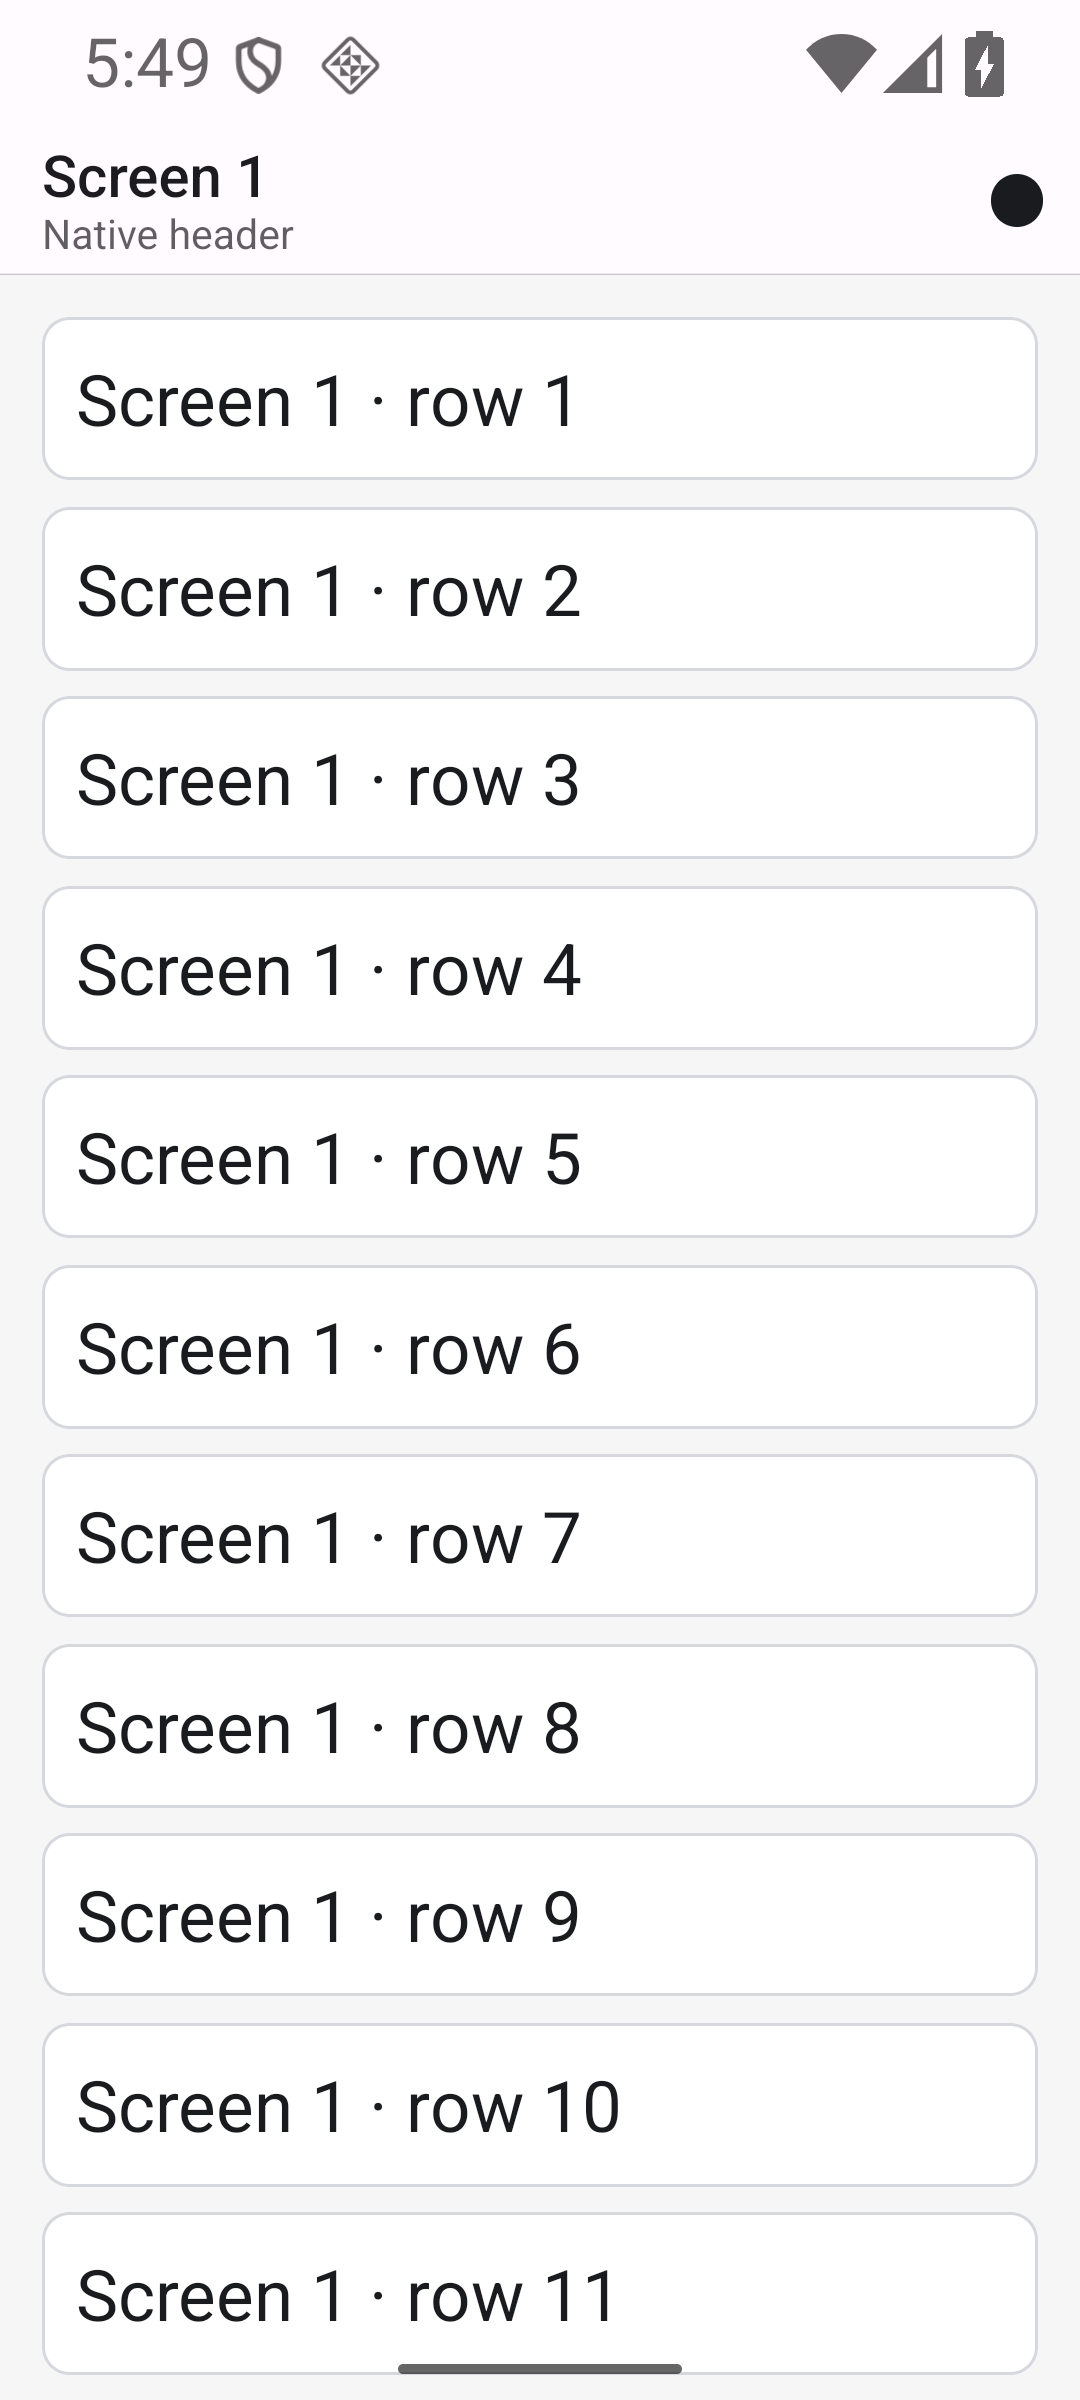 5:49
Screen 1
Native header
Screen 1 · row 1
Screen 1 · row 2
Screen 1 · row 3
Screen 1 · row 4
Screen 1 · row 5
Screen 1 · row 6
Screen 1 · row 7
Screen 1 · row 8
Screen 1 · row 9
Screen 1 · row 10
Screen 1 · row 11